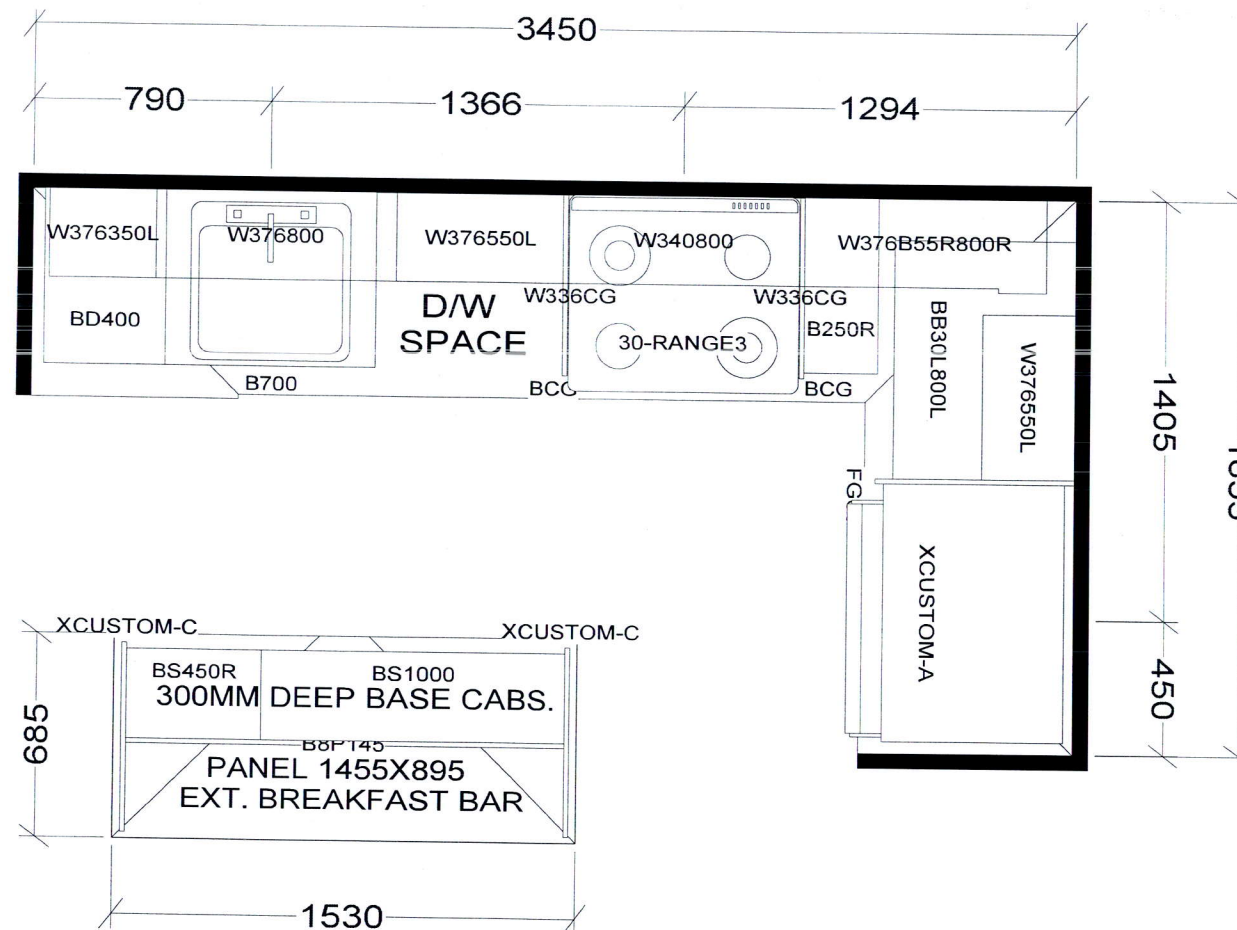 3450
790
1366
1294
W376350L
W376800
W376550L
W340800
W376B55R800R
D/W
SPACE
W336CG
W336CG
BD400
30-RANGE3
B250R
BB30L800L
W376550L
B700
BCG
BCG
1405
FG
XCUSTOM-A
450
XCUSTOM-C
XCUSTOM-C
BS450R
BS1000
300MM DEEP BASE CABS.
685
PANEL 1455X895
EXT. BREAKFAST BAR
1530